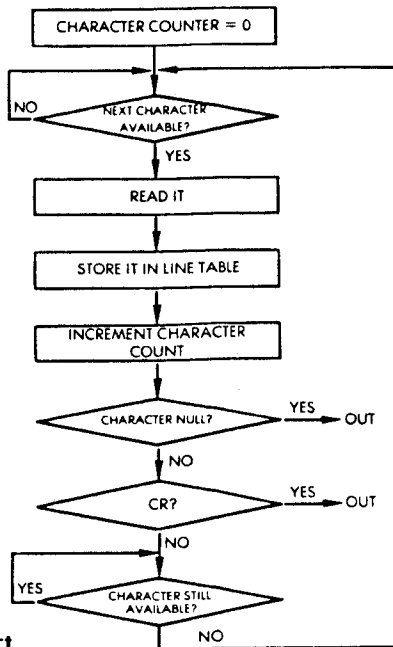 CHARACTER COUNTER = 0
NO
NEXT CHARACTER
AVAILABLE?
YES
READ IT
STORE IT IN LINE TABLE
INCREMENT CHARACTER
COUNT
CHARACTER NULL?
YES
OUT
NO
CR?
YES
OUT
NO
YES
CHARACTER STILL
AVAILABLE?
NO